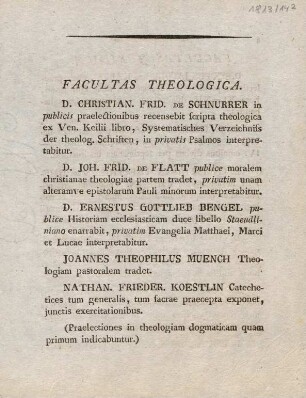 1813/142
FACULTAS THEOLOGICA.
D. CHRISTIAN. FRID. DE SCHNURRER in
publicis praelectionibus recensebit scripta theologica
ex Ven. Keilii libro, Systematisches Verzeichniſs
der theolog. Schriften, in privatis Psalmos interpre-
tabitur.
D. JOH. FRID. DE FLATT publice moralem
christianae theologiae partem tradet, privatim unam
alteramve epistolarum Pauli minorum interpretabitur.
D. ERNESTUS GOTTLIEB BENGEL pu-
blice Historiam ecclesiasticam duce libello Staeudli-
niano enarrabit, privatim Evangelia Matthaei, Marci
et Lucae interpretabitur.
JOANNES THEOPHILUS MUENCH Theo-
logiam pastoralem tradet.
NATHAN. FRIEDER. KOESTLIN Cateche-
tices tum generalis, tum sacrae praecepta exponet,
junctis exercitationibus.
(Praelectiones in theologiam dogmaticam quam
primum indicabuntur.)